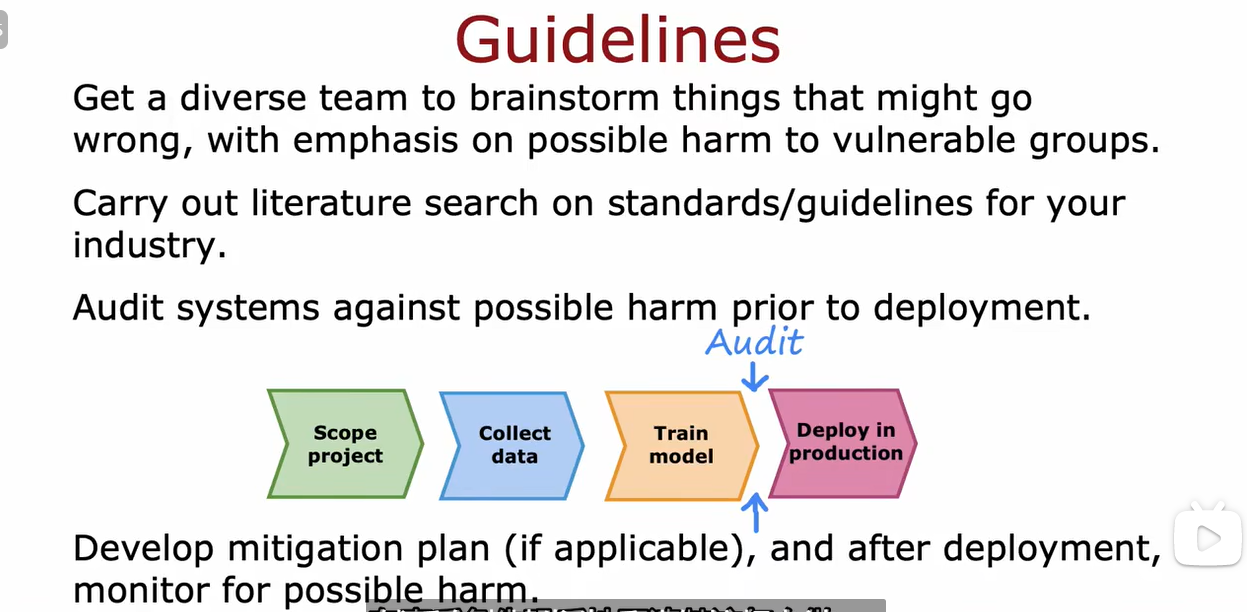 Guidelines
Get a diverse team to brainstorm things that might go
wrong, with emphasis on possible harm to vulnerable groups.
Carry out literature search on standards/guidelines for your
industry.
Audit systems against possible harm prior to deployment.
Audit
Scope
project
Collect
data
Train
model
Deploy in
production
Develop mitigation plan (if applicable), and after deployment,
monitor for possible harm.